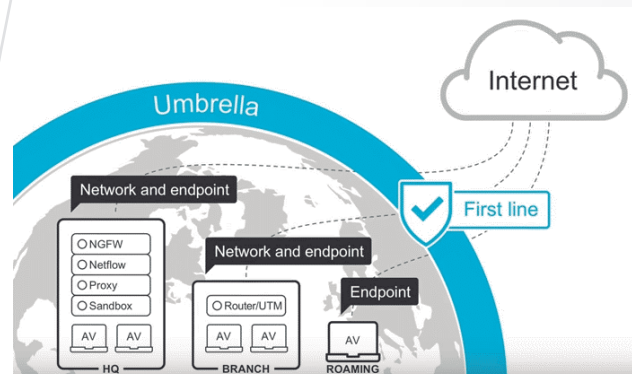 Internet
Umbrella
First line
Network and endpoint
NGFW
Netflow
Proxy
Sandbox
AV AV
HQ
Network and endpoint
Router/UTM
AV AV
BRANCH
Endpoint
AV
ROAMING